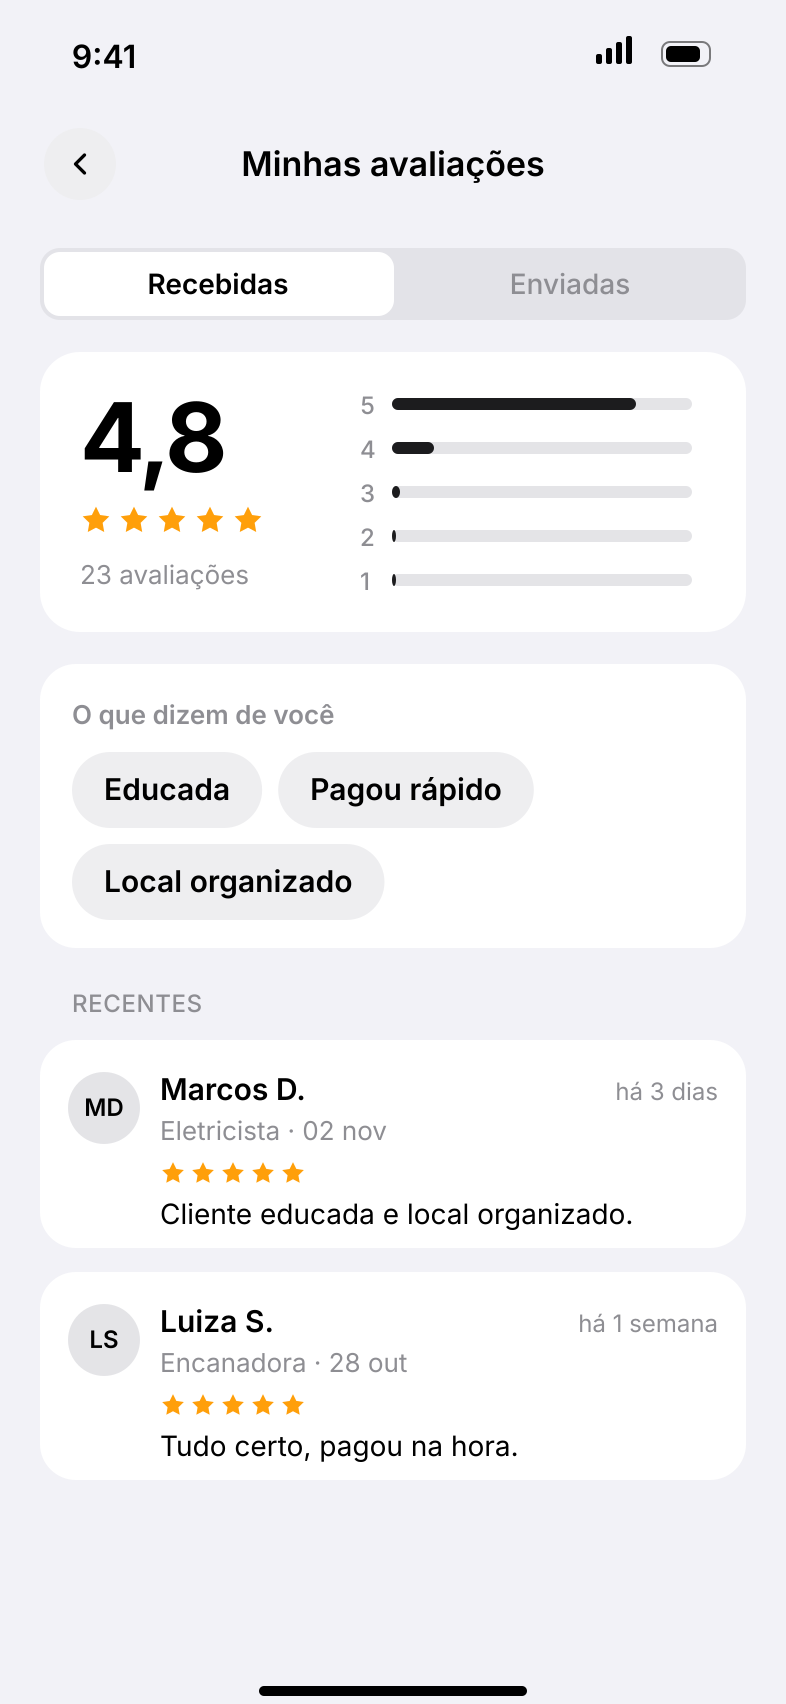 9:41
Minhas avaliações
Recebidas
Enviadas
4,8
23 avaliações
5
4
3
2
1
O que dizem de você
Educada
Pagou rápido
Local organizado
RECENTES
MD
Marcos D.
há 3 dias
Eletricista · 02 nov
Cliente educada e local organizado.
LS
Luiza S.
há 1 semana
Encanadora · 28 out
Tudo certo, pagou na hora.